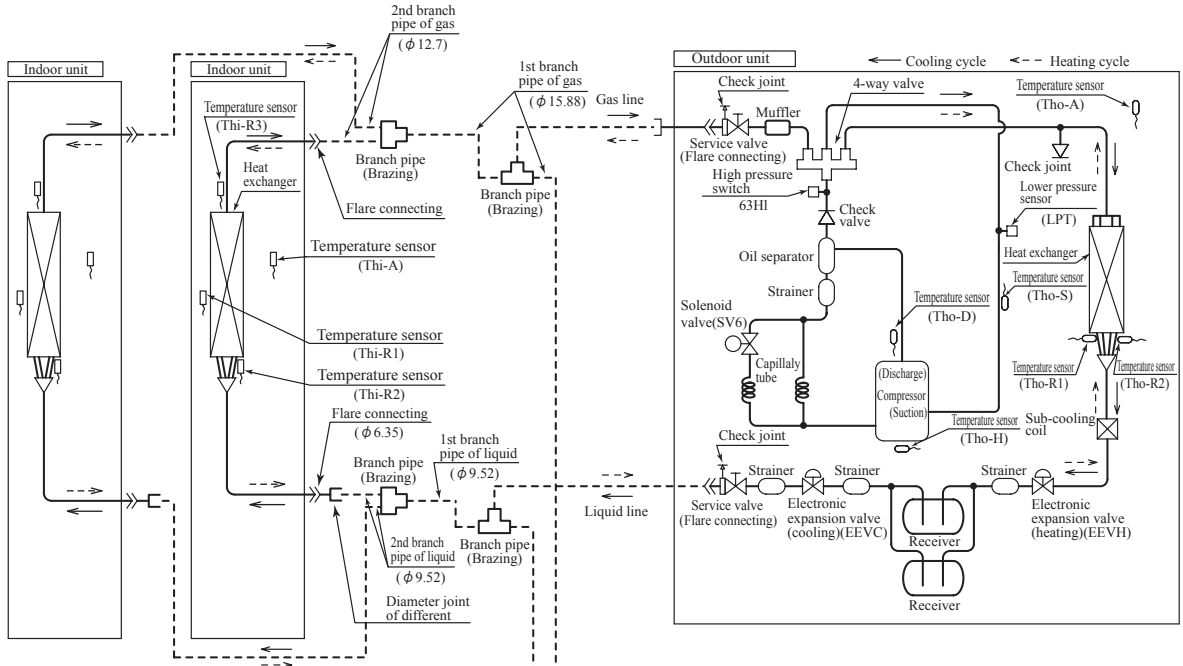 Indoor unit
Indoor unit
2nd branch
pipe of gas
(ϕ 12.7)
1st branch
pipe of gas
(ϕ 15.88)
Gas line
Branch pipe
(Brazing)
Branch pipe
(Brazing)
Temperature sensor
(Thi-R3)
Heat
exchanger
Flare connecting
Temperature sensor
(Thi-A)
Temperature sensor
(Thi-R1)
Temperature sensor
(Thi-R2)
Flare connecting
(ϕ6.35)
Branch pipe
(Brazing)
1st branch
pipe of liquid
(ϕ9.52)
Branch pipe
(Brazing)
2nd branch
pipe of liquid
(ϕ9.52)
Diameter joint
of different
Liquid line
Outdoor unit
Cooling cycle
Heating cycle
Check joint
Muffler
4-way valve
Temperature sensor
(Tho-A)
Service valve
(Flare connecting)
High pressure
switch
63Hl
Check
valve
Check joint
Lower pressure
sensor
(LPT)
Oil separator
Heat exchanger
Strainer
Temperature sensor
(Tho-S)
Temperature sensor
(Tho-D)
Solenoid
valve(SV6)
Capillaly
tube
(Discharge)
Compressor
(Suction)
Temperature sensor
(Tho-R1)
Temperature sensor
(Tho-R2)
Temperature sensor
(Tho-H)
Sub-cooling
coil
Check joint
Strainer
Strainer
Strainer
Service valve
(Flare connecting)
Electronic
expansion valve
(cooling)(EEVC)
Receiver
Electronic
expansion valve
(heating)(EEVH)
Receiver